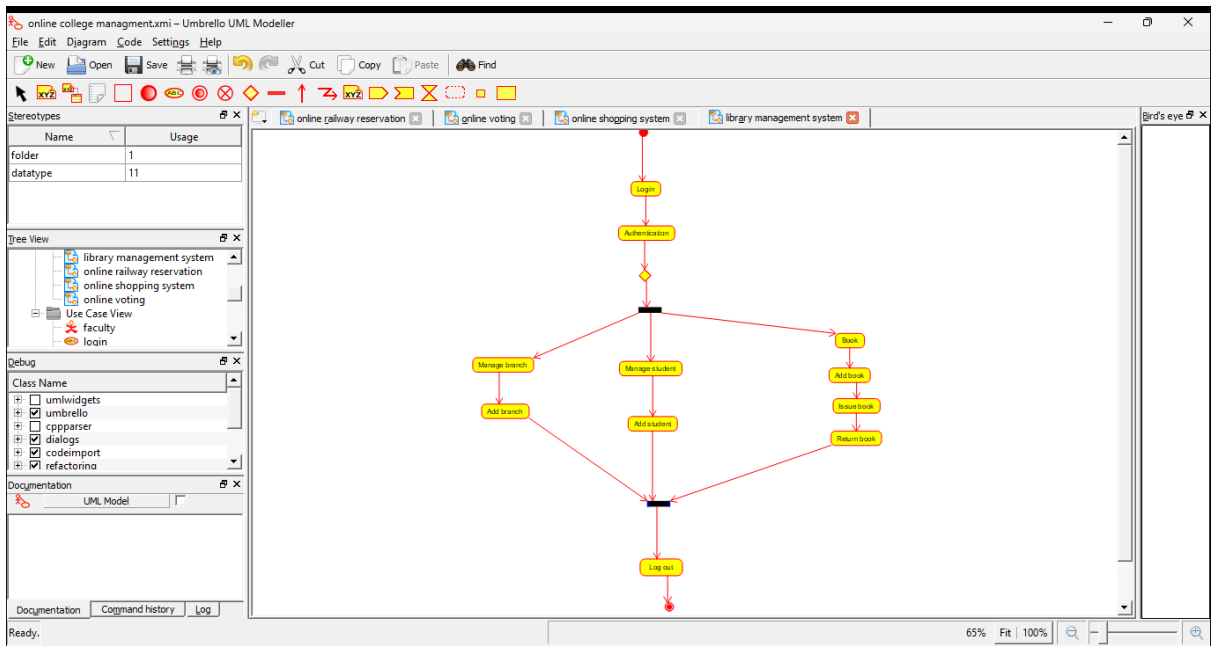 online college managment.xmi – Umbrello UML Modeller
File Edit Diagram Code Settings Help
New Open Save Cut Copy Paste Find
XYZ XYZ ABC XYZ
Stereotypes
Name Usage
folder 1
datatype 11
Tree View
library management system
online railway reservation
online shopping system
online voting
Use Case View
faculty
login
Debug
Class Name
umlwidgets
umbrello
cppparser
dialogs
codeimport
refactoring
Documentation
UML Model
Documentation Command history Log
online railway reservation online voting online shopping system library management system
Login
Authentication
Book
Manage branch Manage student Add book
Add branch Add student Issue book
Return book
Log out
Bird's eye
Ready.
65% Fit 100%